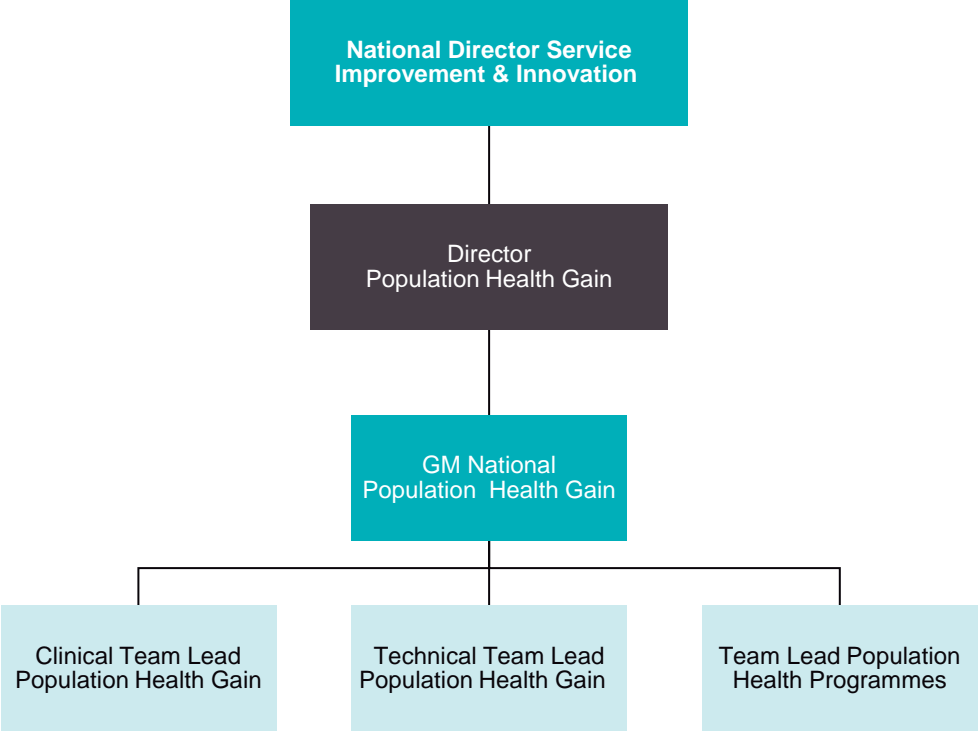 National Director Service
Improvement & Innovation
Director
Population Health Gain
GM National
Population  Health Gain
Clinical Team Lead
Population Health Gain
Technical Team Lead
Population Health Gain
Team Lead Population
Health Programmes